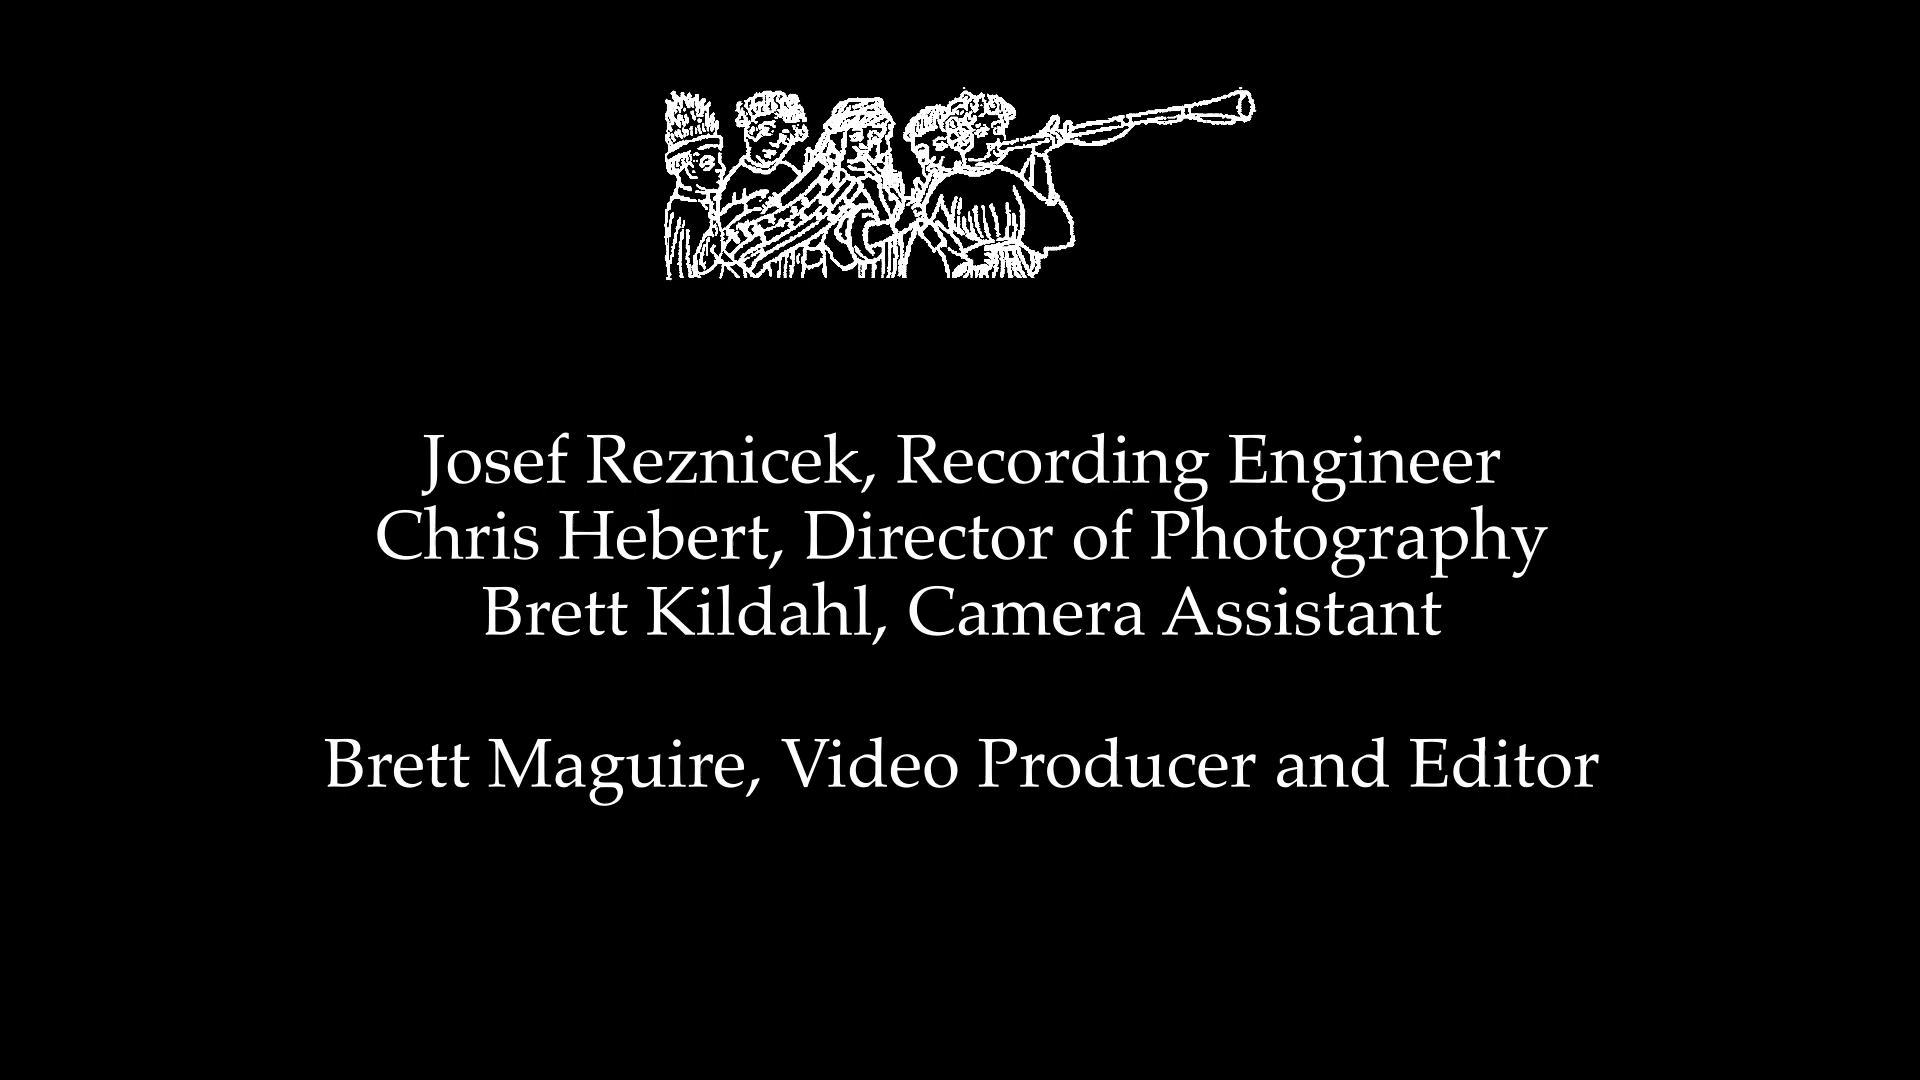 Josef Reznicek, Recording Engineer
Chris Hebert, Director of Photography
Brett Kildahl, Camera Assistant
Brett Maguire, Video Producer and Editor